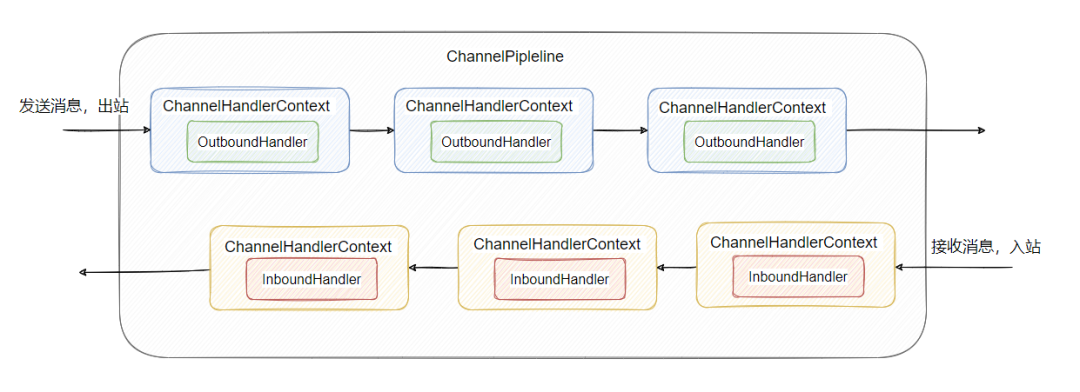 ChannelPipleline
发送消息，出站
ChannelHandlerContext
OutboundHandler
ChannelHandlerContext
OutboundHandler
ChannelHandlerContext
OutboundHandler
接收消息，入站
ChannelHandlerContext
InboundHandler
ChannelHandlerContext
InboundHandler
ChannelHandlerContext
InboundHandler